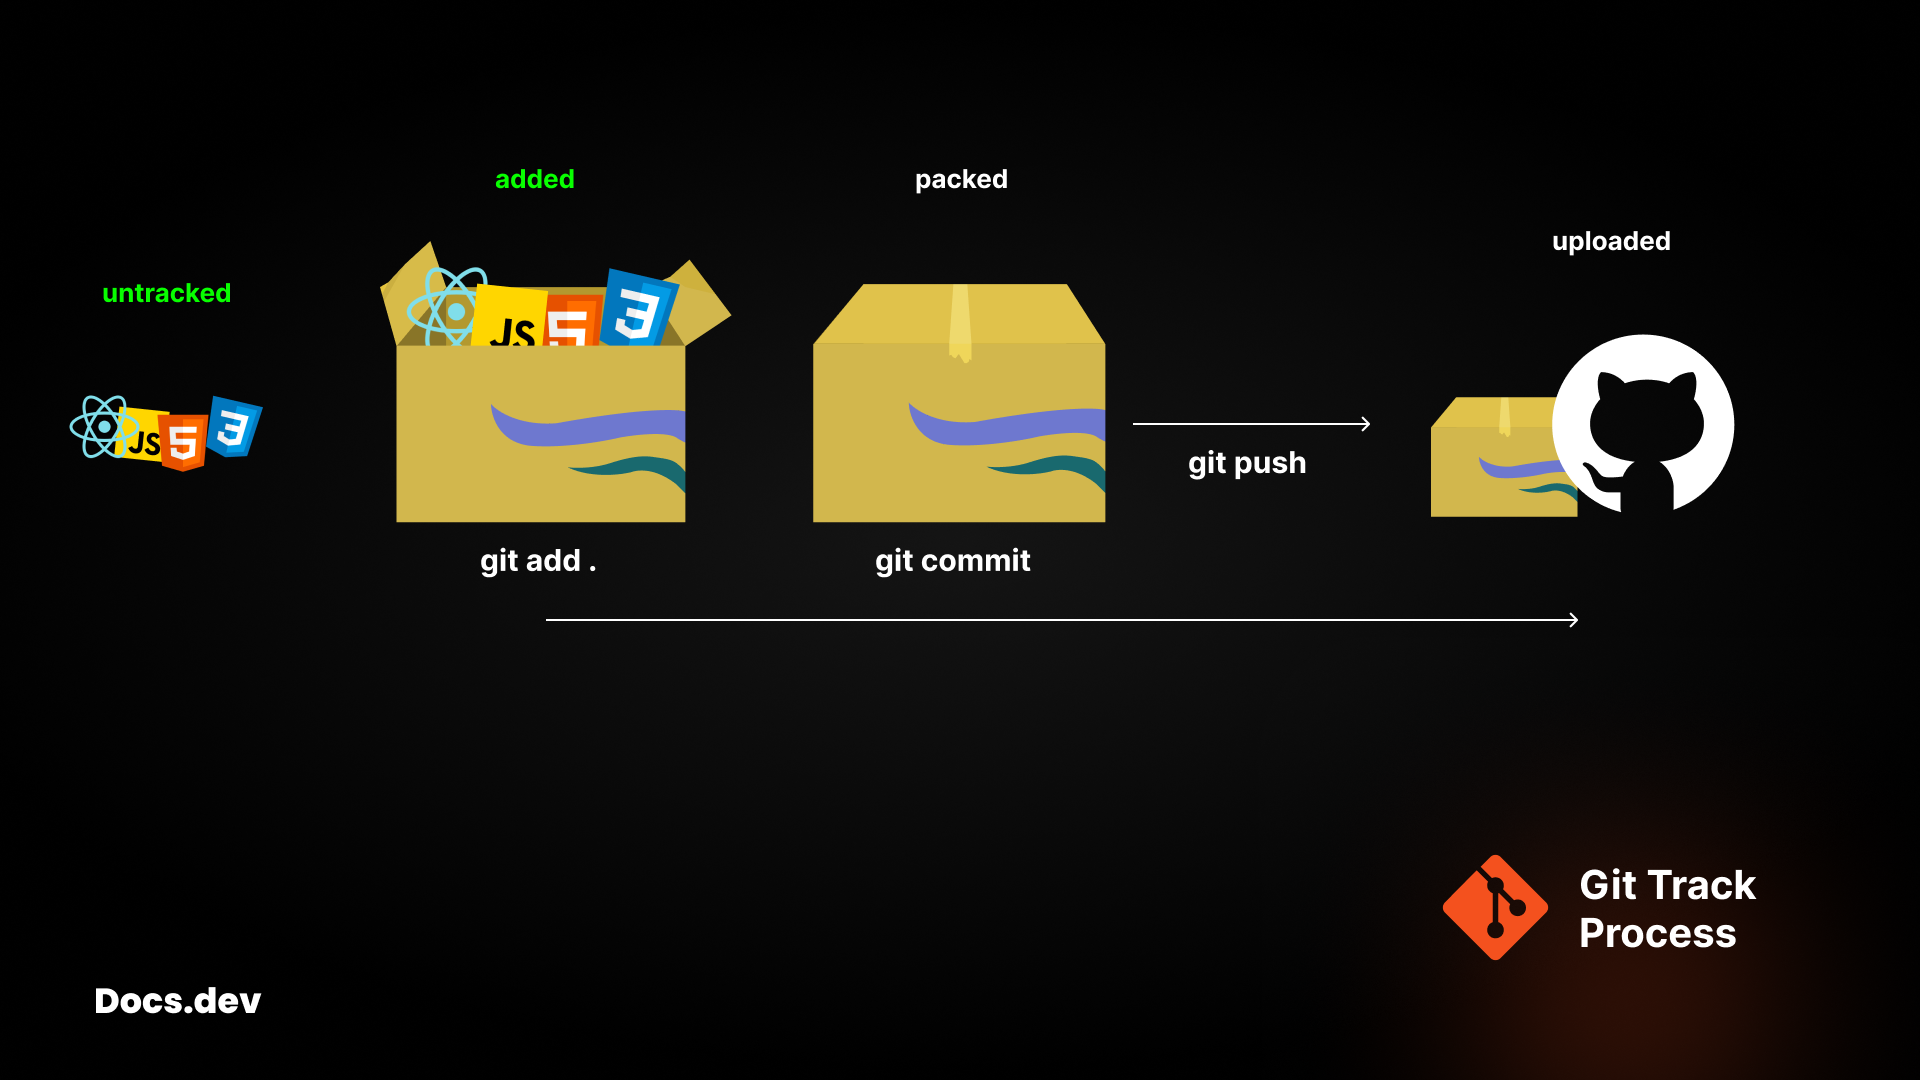 added
packed
uploaded
untracked
JS
5
3
JS
5
3
git push
git add .
git commit
Git Track
Process
Docs.dev